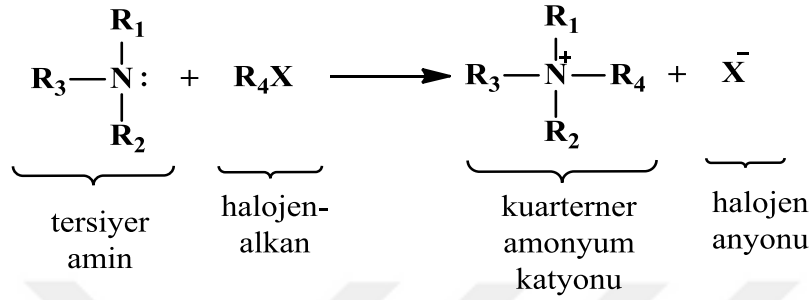 R₁
R₃—N: + R₄X → R₃—N⁺—R₄ + X⁻
R₂
R₁
R₂
tersiyer
amin
halojen-
alkan
kuarterner
amonyum
katyonu
halojen
anyonu